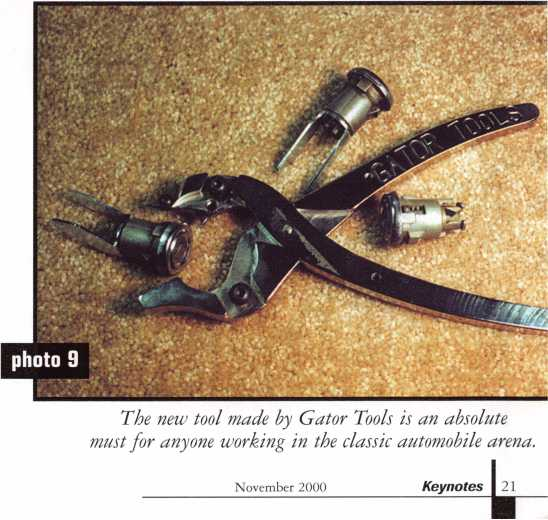 GATOR TOOLS
photo 9
The new tool made by Gator Tools is an absolute
must for anyone working in the classic automobile arena.
November 2000 Keynotes 21